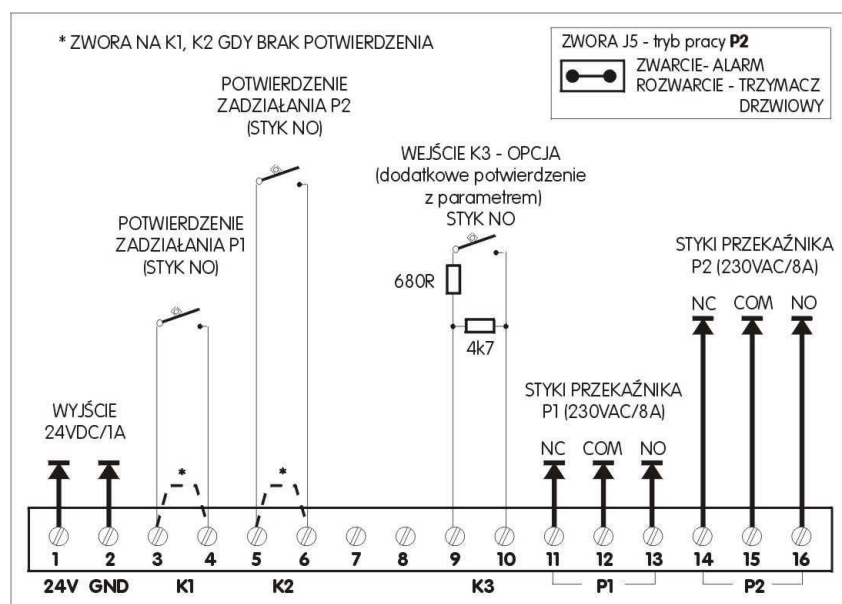 * ZWORA NA K1, K2 GDY BRAK POTWIERDZENIA
ZWORA J5 - tryb pracy P2
ZWARCIE- ALARM
ROZWARCIE - TRZYMACZ
DRZWIOWY
POTWIERDZENIE
ZADZIAŁANIA P2
(STYK NO)
WEJŚCIE K3 - OPCJA
(dodatkowe potwierdzenie
z parametrem)
STYK NO
POTWIERDZENIE
ZADZIAŁANIA P1
(STYK NO)
STYKI PRZEKAŹNIKA
P2 (230VAC/8A)
680R
NC COM NO
4k7
STYKI PRZEKAŹNIKA
P1 (230VAC/8A)
WYJŚCIE
24VDC/1A
NC COM NO
* *
1 2 3 4 5 6 7 8 9 10 11 12 13 14 15 16
24V GND K1 K2 K3 P1 P2